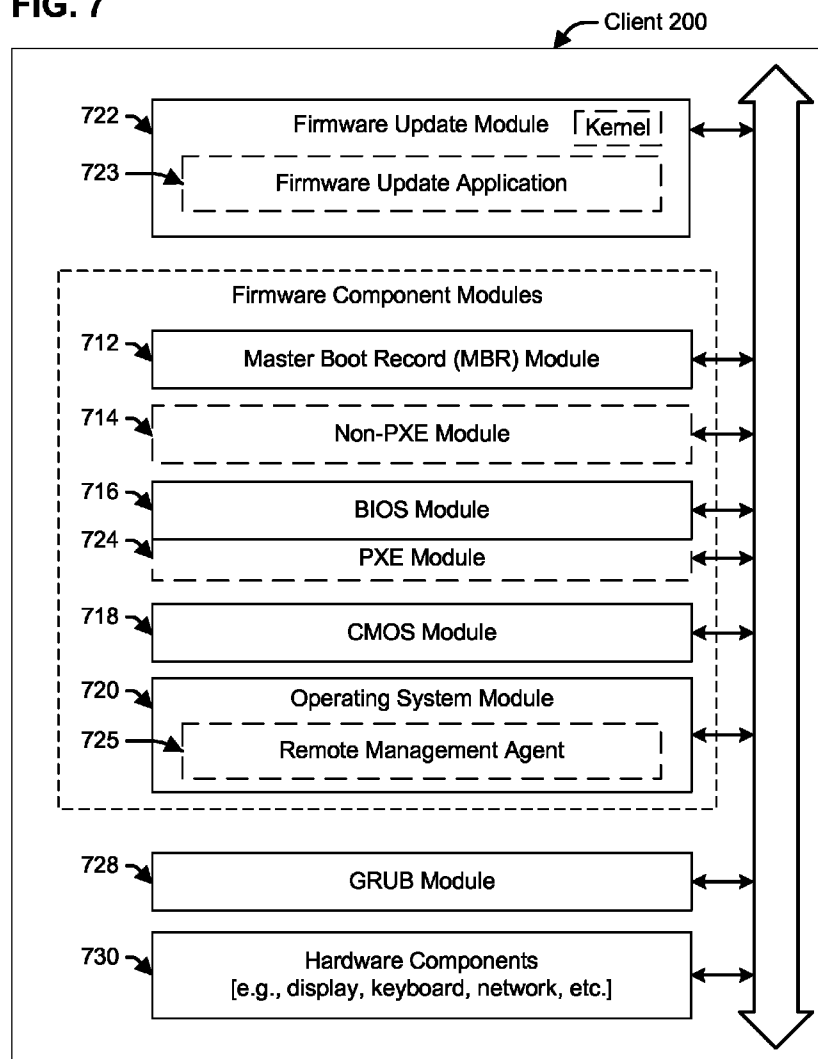 FIG. 7
Client 200
722
Firmware Update Module
Kernel
723
Firmware Update Application
Firmware Component Modules
712
Master Boot Record (MBR) Module
714
Non-PXE Module
716
BIOS Module
724
PXE Module
718
CMOS Module
720
Operating System Module
725
Remote Management Agent
728
GRUB Module
730
Hardware Components
[e.g., display, keyboard, network, etc.]